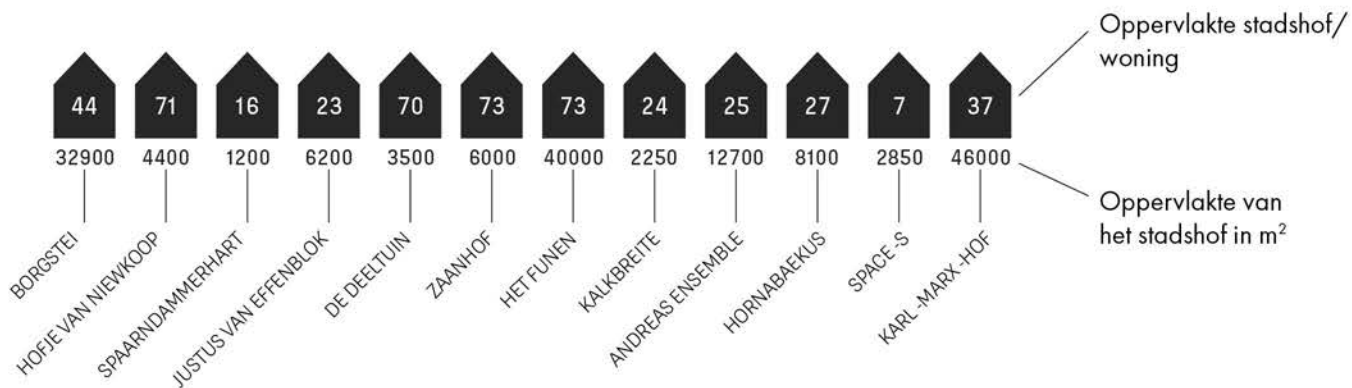 Oppervlakte stadshof/
woning
44 71 16 23 70 73 73 24 25 27 7 37
32900 4400 1200 6200 3500 6000 40000 2250 12700 8100 2850 46000
Oppervlakte van
het stadshof in m²
BORGSTEI
HOFJE VAN NIEWKOOP
SPAARNDAMMERHART
JUSTUS VAN EFFENBLOK
DE DEELTUIN
ZAANHOF
HET FUNEN
KALKBREITE
ANDREAS ENSEMBLE
HORNABAEKUS
SPACE-S
KARL-MARX-HOF